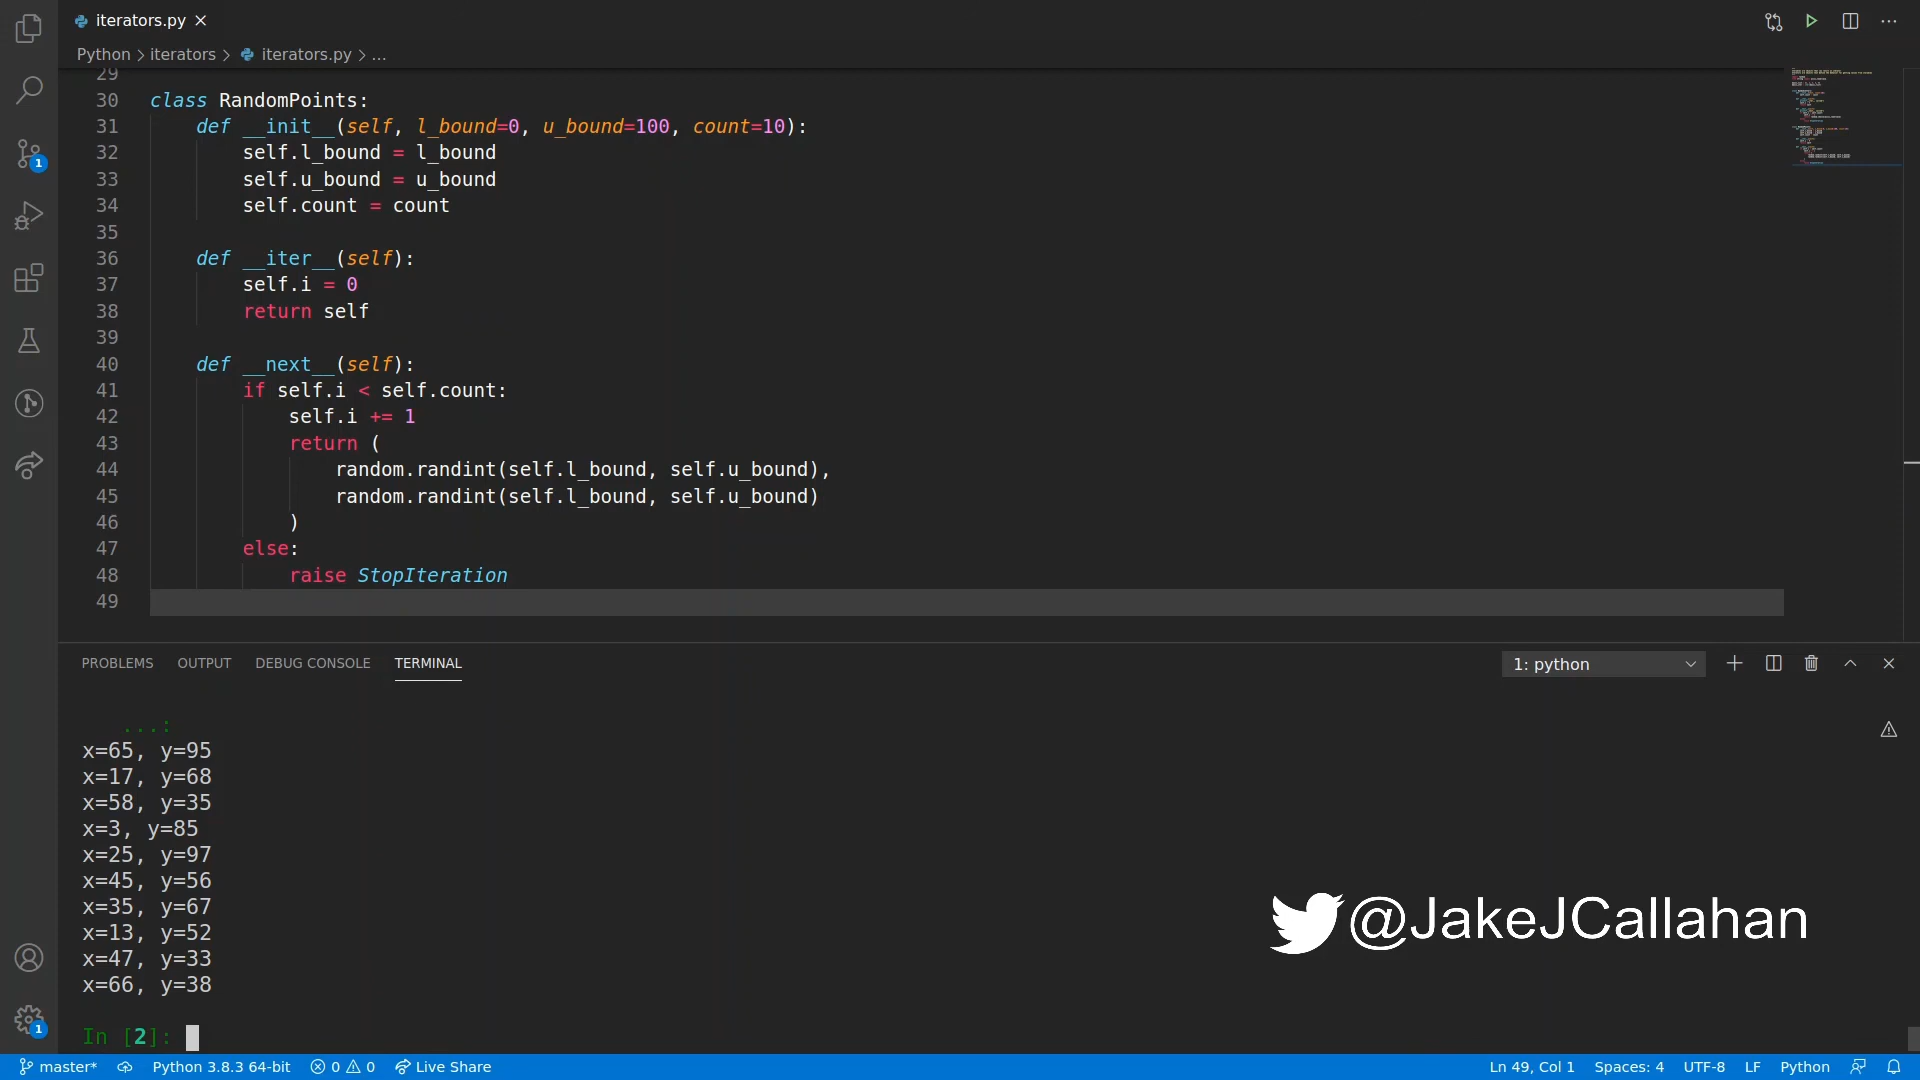 iterators.py
Python iterators iterators.py ...
29
30 class RandomPoints:
31 def __init__(self, l_bound=0, u_bound=100, count=10):
32 self.l_bound = l_bound
33 self.u_bound = u_bound
34 self.count = count
35
36 def __iter__(self):
37 self.i = 0
38 return self
39
40 def __next__(self):
41 if self.i < self.count:
42 self.i += 1
43 return (
44 random.randint(self.l_bound, self.u_bound),
45 random.randint(self.l_bound, self.u_bound)
46 )
47 else:
48 raise StopIteration
49
PROBLEMS OUTPUT DEBUG CONSOLE TERMINAL 1: python
...:
x=65, y=95
x=17, y=68
x=58, y=35
x=3, y=85
x=25, y=97
x=45, y=56
x=35, y=67
x=13, y=52
x=47, y=33
x=66, y=38
@JakeJCallahan
In [2]:
1
1
master* Python 3.8.3 64-bit 0 0 Live Share Ln 49, Col 1 Spaces: 4 UTF-8 LF Python